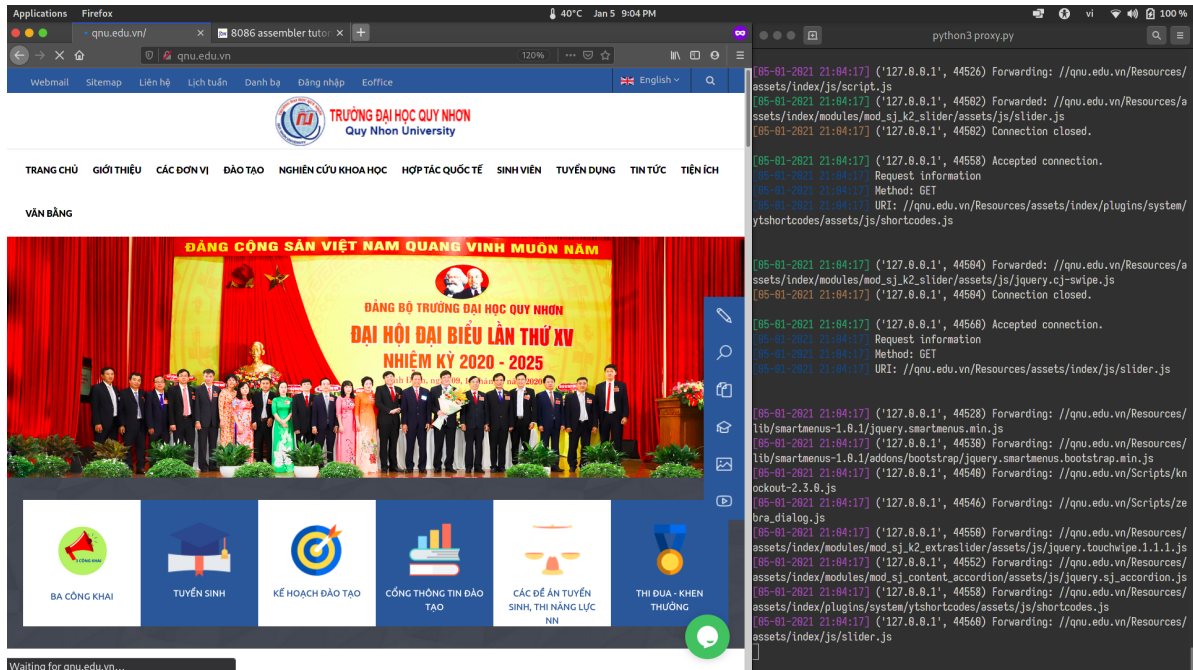 Applications Firefox
40°C Jan 5 9:04 PM
vi
100 %
qnu.edu.vn/
8086 assembler tutor
qnu.edu.vn
120%
Webmail Sitemap Liên hệ Lịch tuần Danh bạ Đăng nhập Eoffice
English
TRƯỜNG ĐẠI HỌC QUY NHƠN
Quy Nhon University
TRANG CHỦ GIỚI THIỆU CÁC ĐƠN VỊ ĐÀO TẠO NGHIÊN CỨU KHOA HỌC HỢP TÁC QUỐC TẾ SINH VIÊN TUYỂN DỤNG TIN TỨC TIỆN ÍCH
VĂN BẰNG
ĐẢNG CỘNG SẢN VIỆT NAM QUANG VINH MUÔN NĂM
ĐẢNG BỘ TRƯỜNG ĐẠI HỌC QUY NHƠN
ĐẠI HỘI ĐẠI BIỂU LẦN THỨ XV
NHIỆM KỲ 2020 - 2025
3 CÔNG KHAI
BA CÔNG KHAI
TUYỂN SINH
KẾ HOẠCH ĐÀO TẠO
CỔNG THÔNG TIN ĐÀO
TẠO
CÁC ĐỀ ÁN TUYỂN
SINH, THI NĂNG LỰC
NN
THI ĐUA - KHEN
THƯỞNG
Waiting for qnu.edu.vn...
python3 proxy.py
[05-01-2021 21:04:17] ('127.0.0.1', 44526) Forwarding: //qnu.edu.vn/Resources/
assets/index/js/script.js
[05-01-2021 21:04:17] ('127.0.0.1', 44502) Forwarded: //qnu.edu.vn/Resources/a
ssets/index/modules/mod_sj_k2_slider/assets/js/slider.js
[05-01-2021 21:04:17] ('127.0.0.1', 44502) Connection closed.
[05-01-2021 21:04:17] ('127.0.0.1', 44558) Accepted connection.
[05-01-2021 21:04:17] Request information
[05-01-2021 21:04:17] Method: GET
[05-01-2021 21:04:17] URI: //qnu.edu.vn/Resources/assets/index/plugins/system/
ytshortcodes/assets/js/shortcodes.js
[05-01-2021 21:04:17] ('127.0.0.1', 44504) Forwarded: //qnu.edu.vn/Resources/a
ssets/index/modules/mod_sj_k2_slider/assets/js/jquery.cj-swipe.js
[05-01-2021 21:04:17] ('127.0.0.1', 44504) Connection closed.
[05-01-2021 21:04:17] ('127.0.0.1', 44560) Accepted connection.
[05-01-2021 21:04:17] Request information
[05-01-2021 21:04:17] Method: GET
[05-01-2021 21:04:17] URI: //qnu.edu.vn/Resources/assets/index/js/slider.js
[05-01-2021 21:04:17] ('127.0.0.1', 44528) Forwarding: //qnu.edu.vn/Resources/
lib/smartmenus-1.0.1/jquery.smartmenus.min.js
[05-01-2021 21:04:17] ('127.0.0.1', 44530) Forwarding: //qnu.edu.vn/Resources/
lib/smartmenus-1.0.1/addons/bootstrap/jquery.smartmenus.bootstrap.min.js
[05-01-2021 21:04:17] ('127.0.0.1', 44540) Forwarding: //qnu.edu.vn/Scripts/kn
ockout-2.3.0.js
[05-01-2021 21:04:17] ('127.0.0.1', 44546) Forwarding: //qnu.edu.vn/Scripts/ze
bra_dialog.js
[05-01-2021 21:04:17] ('127.0.0.1', 44550) Forwarding: //qnu.edu.vn/Resources/
assets/index/modules/mod_sj_k2_extraslider/assets/js/jquery.touchwipe.1.1.1.js
[05-01-2021 21:04:17] ('127.0.0.1', 44552) Forwarding: //qnu.edu.vn/Resources/
assets/index/modules/mod_sj_content_accordion/assets/js/jquery.sj_accordion.js
[05-01-2021 21:04:17] ('127.0.0.1', 44558) Forwarding: //qnu.edu.vn/Resources/
assets/index/plugins/system/ytshortcodes/assets/js/shortcodes.js
[05-01-2021 21:04:17] ('127.0.0.1', 44560) Forwarding: //qnu.edu.vn/Resources/
assets/index/js/slider.js